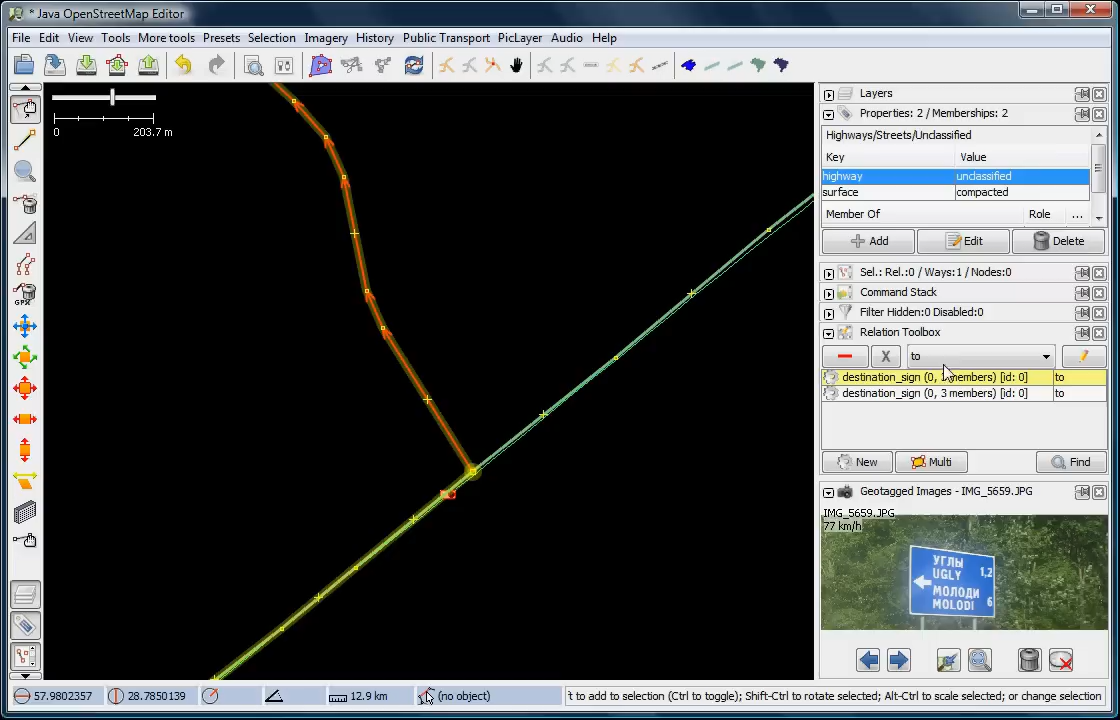 * Java OpenStreetMap Editor
File Edit View Tools More tools Presets Selection Imagery History Public Transport PicLayer Audio Help
0 203.7 m
GPX
Layers
Properties: 2 / Memberships: 2
Highways/Streets/Unclassified
Key Value
highway unclassified
surface compacted
Member Of Role ...
Add Edit Delete
Sel.: Rel.:0 / Ways:1 / Nodes:0
Command Stack
Filter Hidden:0 Disabled:0
Relation Toolbox
X to
destination_sign (0, members) [id: 0] to
destination_sign (0, 3 members) [id: 0] to
New Multi Find
Geotagged Images - IMG_5659.JPG
IMG_5659.JPG
77 km/h
УГЛЫ
UGLY 1,2
МОЛОДИ
MOLODI 6
57.9802357 28.7850139 12.9 km (no object) t to add to selection (Ctrl to toggle); Shift-Ctrl to rotate selected; Alt-Ctrl to scale selected; or change selection